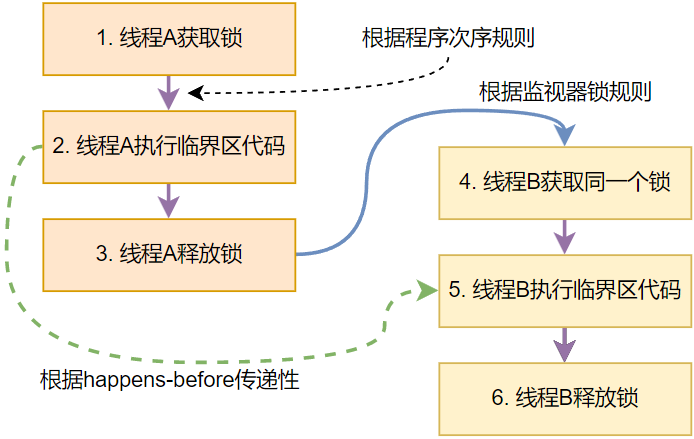 1. 线程A获取锁
根据程序次序规则
根据监视器锁规则
2. 线程A执行临界区代码
4. 线程B获取同一个锁
3. 线程A释放锁
5. 线程B执行临界区代码
根据happens-before传递性
6. 线程B释放锁